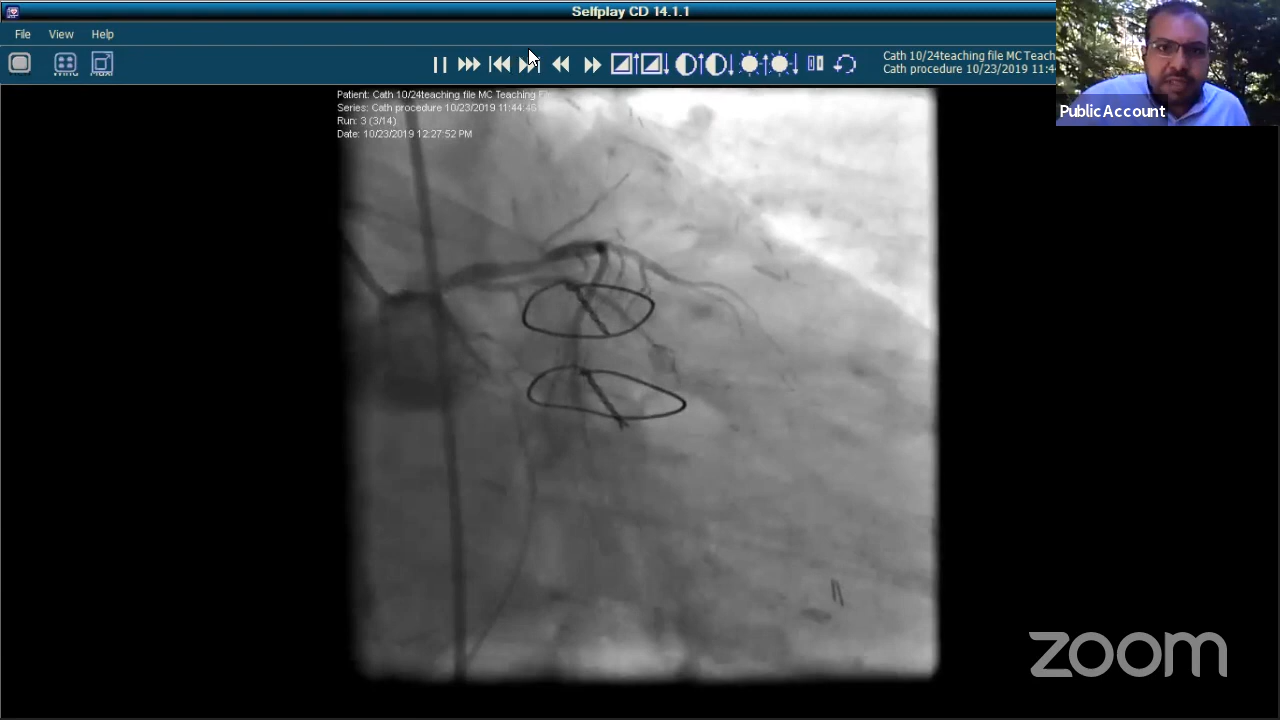 Selfplay CD 14.1.1
File View Help
Cath 10/24teaching file MC Teach
Cath procedure 10/23/2019 11:4
Public Account
Patient: Cath 10/24teaching file MC Teaching
Series: Cath procedure 10/23/2019 11:44:46
Run: 3 (3/14)
Date: 10/23/2019 12:27:52 PM
zoom